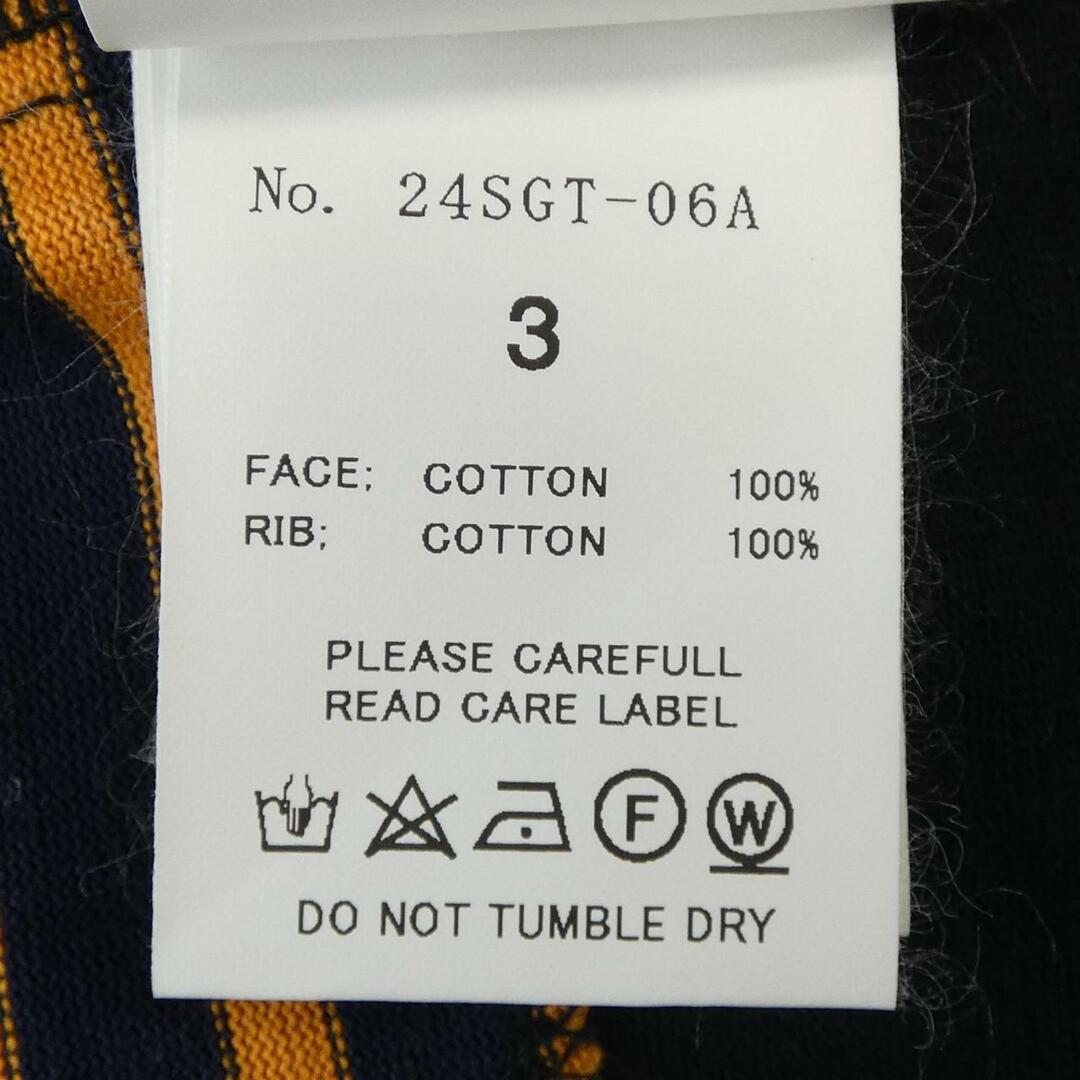 No. 24SGT-06A
3
FACE; COTTON 100%
RIB; COTTON 100%
PLEASE CAREFULL
READ CARE LABEL
F W
DO NOT TUMBLE DRY